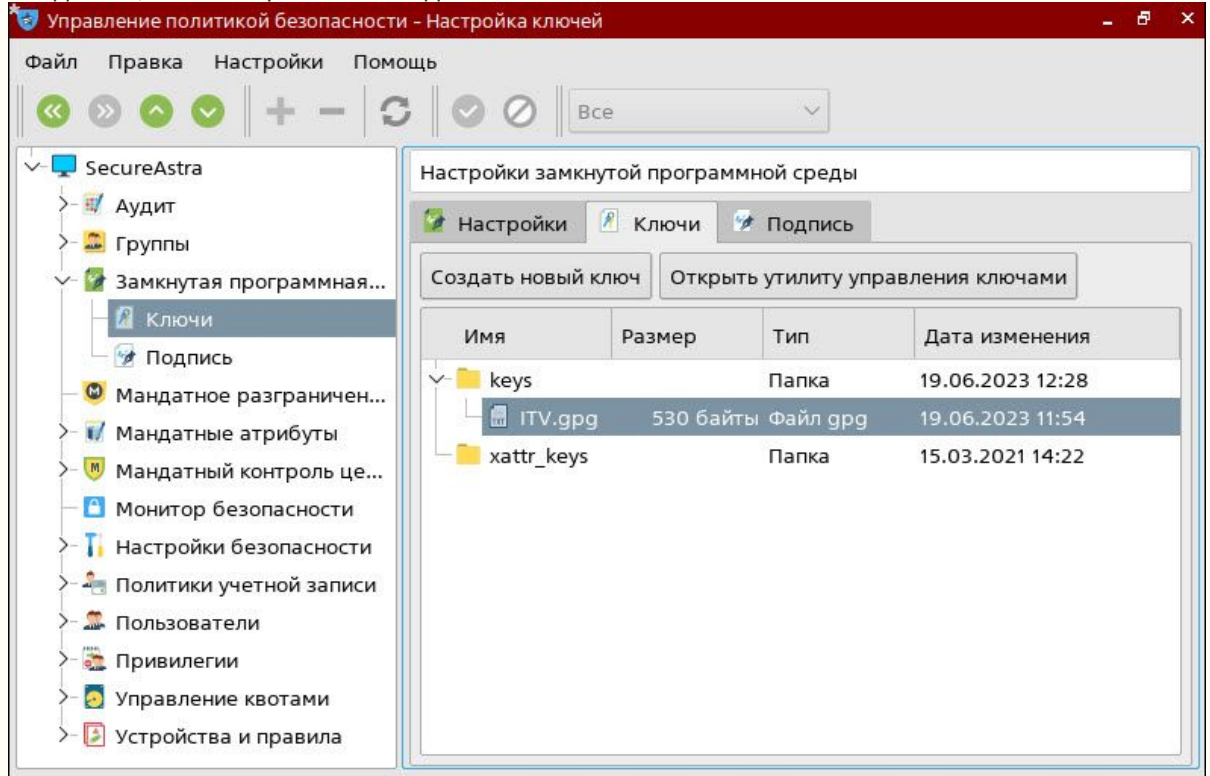 Управление политикой безопасности – Настройка ключей
Файл Правка Настройки Помощь
Все
SecureAstra
Аудит
Группы
Замкнутая программная...
Ключи
Подпись
Мандатное разграничен...
Мандатные атрибуты
Мандатный контроль це...
Монитор безопасности
Настройки безопасности
Политики учетной записи
Пользователи
Привилегии
Управление квотами
Устройства и правила
Настройки замкнутой программной среды
Настройки Ключи Подпись
Создать новый ключ Открыть утилиту управления ключами
Имя Размер Тип Дата изменения
keys Папка 19.06.2023 12:28
ITV.gpg 530 байты Файл gpg 19.06.2023 11:54
xattr_keys Папка 15.03.2021 14:22